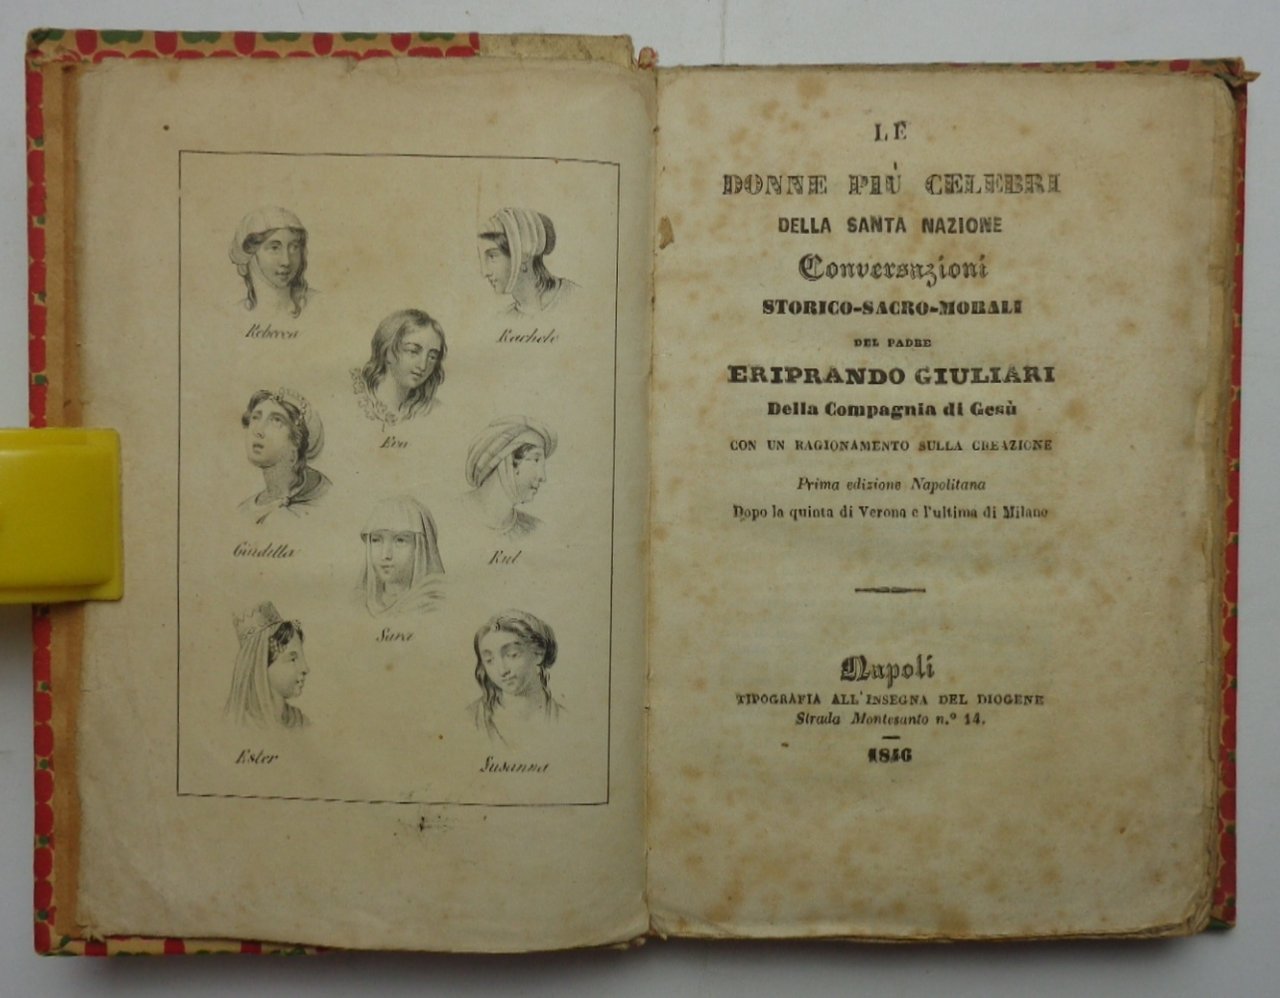 Rebecca
Rachele
Eva
Giuditta
Rut
Sara
Ester
Susanna
LE
DONNE PIÙ CELEBRI
DELLA SANTA NAZIONE
Conversazioni
STORICO-SACRO-MORALI
DEL PADRE
ERIPRANDO GIULIARI
Della Compagnia di Gesù
CON UN RAGIONAMENTO SULLA CREAZIONE
Prima edizione Napolitana
Dopo la quinta di Verona e l'ultima di Milano
Napoli
TIPOGRAFIA ALL'INSEGNA DEL DIOGENE
Strada Montesanto n.º 14.
1846